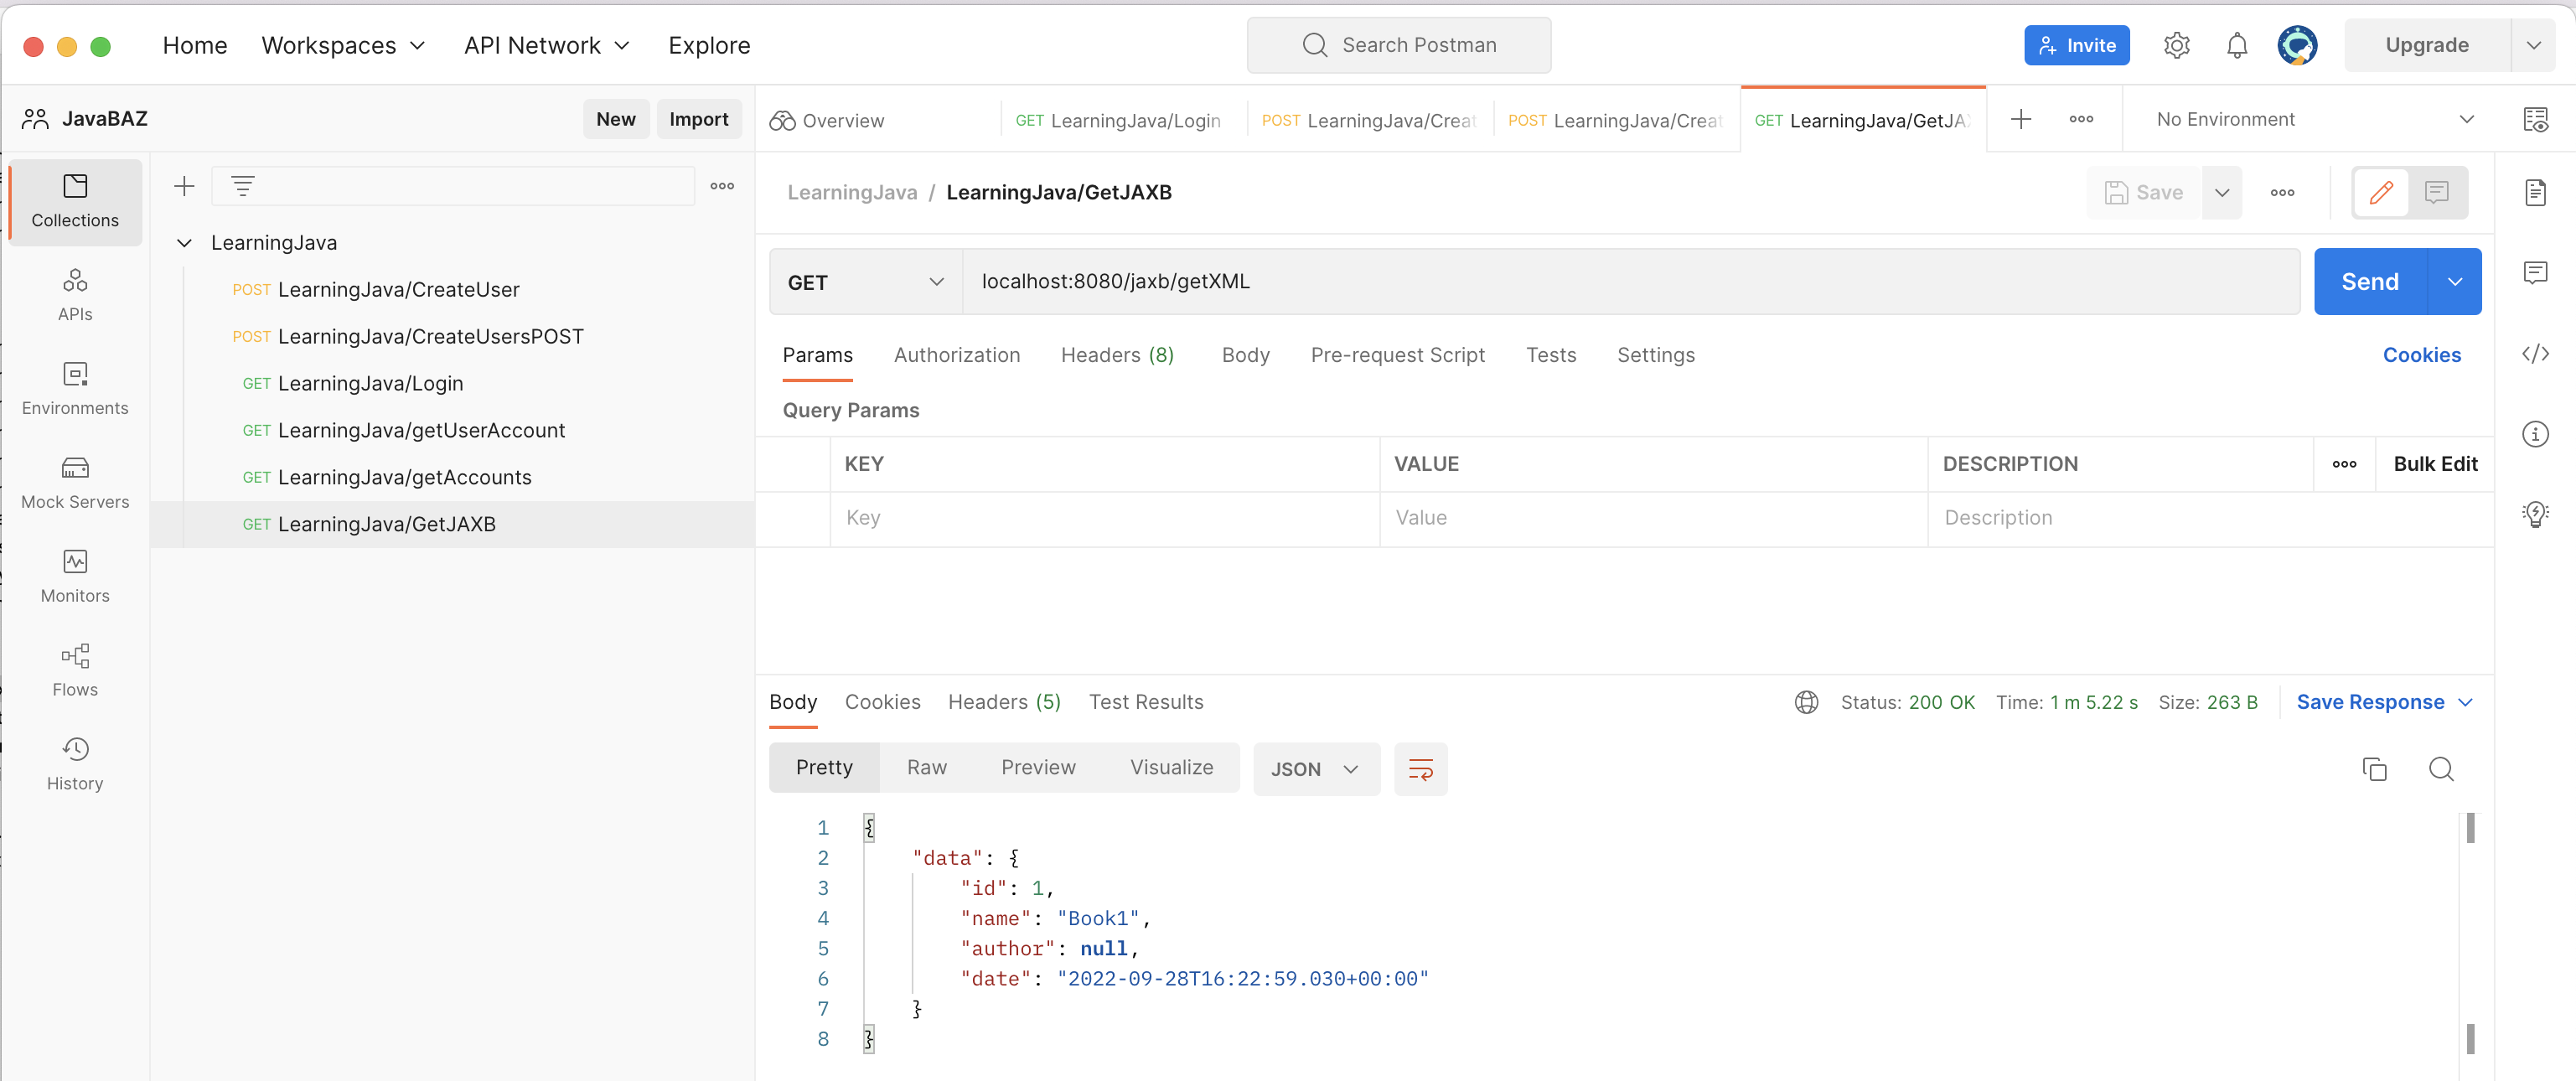 Home Workspaces API Network Explore Search Postman Invite Upgrade
JavaBAZ New Import Overview GET LearningJava/Login POST LearningJava/Creat POST LearningJava/Creat GET LearningJava/GetJA No Environment
Collections
APIs
Environments
Mock Servers
Monitors
Flows
History
LearningJava
POST LearningJava/CreateUser
POST LearningJava/CreateUsersPOST
GET LearningJava/Login
GET LearningJava/getUserAccount
GET LearningJava/getAccounts
GET LearningJava/GetJAXB
LearningJava / LearningJava/GetJAXB Save
GET localhost:8080/jaxb/getXML Send
Params Authorization Headers (8) Body Pre-request Script Tests Settings Cookies
Query Params
KEY VALUE DESCRIPTION Bulk Edit
Key Value Description
Body Cookies Headers (5) Test Results Status: 200 OK Time: 1 m 5.22 s Size: 263 B Save Response
Pretty Raw Preview Visualize JSON
1 {
2 "data": {
3 "id": 1,
4 "name": "Book1",
5 "author": null,
6 "date": "2022-09-28T16:22:59.030+00:00"
7 }
8 }